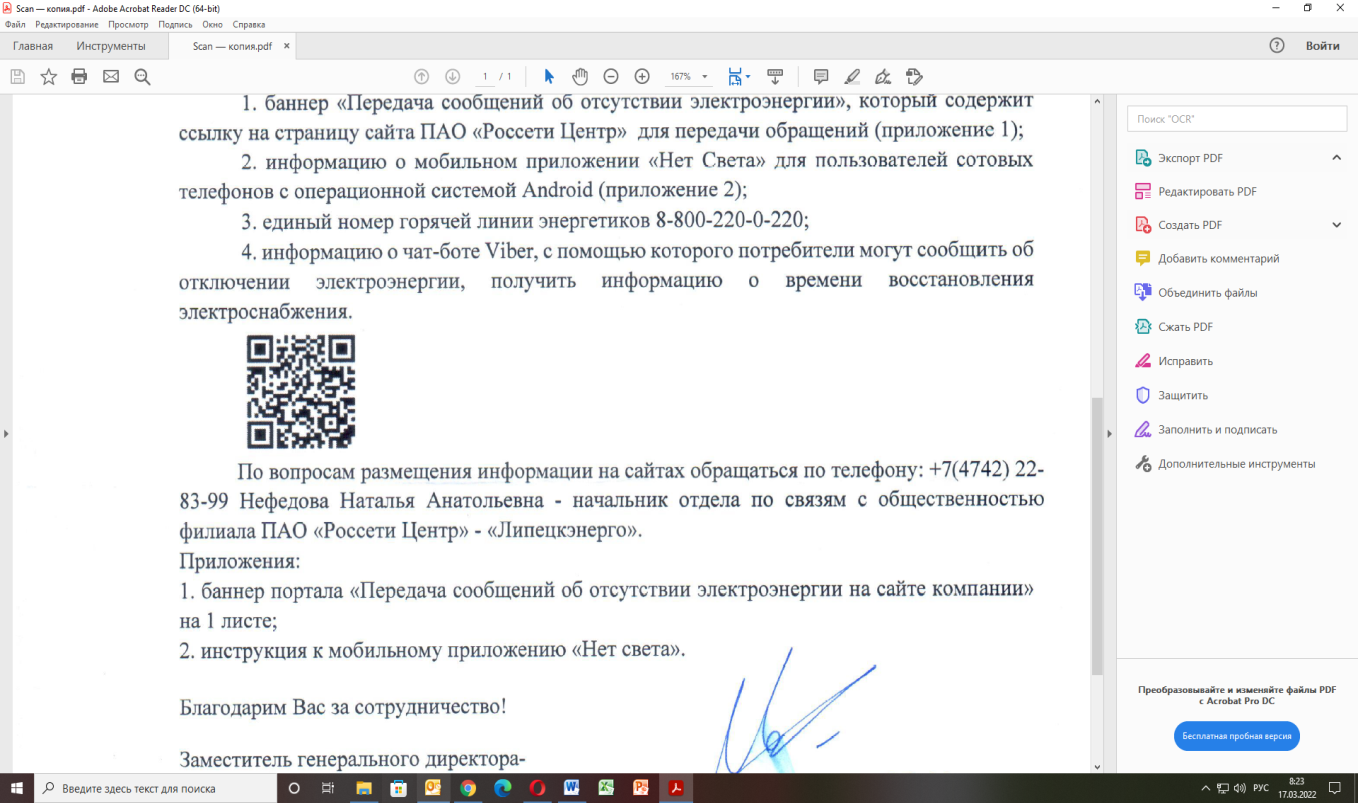 Scan — копия.pdf - Adobe Acrobat Reader DC (64-bit)
Файл Редактирование Просмотр Подпись Окно Справка
Главная Инструменты Scan — копия.pdf × Войти
1 / 1 167%
1. баннер «Передача сообщений об отсутствии электроэнергии», который содержит
ссылку на страницу сайта ПАО «Россети Центр» для передачи обращений (приложение 1);
2. информацию о мобильном приложении «Нет Света» для пользователей сотовых
телефонов с операционной системой Android (приложение 2);
3. единый номер горячей линии энергетиков 8-800-220-0-220;
4. информацию о чат-боте Viber, с помощью которого потребители могут сообщить об
отключении электроэнергии, получить информацию о времени восстановления
электроснабжения.
По вопросам размещения информации на сайтах обращаться по телефону: +7(4742) 22-
83-99 Нефедова Наталья Анатольевна - начальник отдела по связям с общественностью
филиала ПАО «Россети Центр» - «Липецкэнерго».
Приложения:
1. баннер портала «Передача сообщений об отсутствии электроэнергии на сайте компании»
на 1 листе;
2. инструкция к мобильному приложению «Нет света».
Благодарим Вас за сотрудничество!
Заместитель генерального директора-
Поиск "OCR"
Экспорт PDF
Редактировать PDF
Создать PDF
Добавить комментарий
Объединить файлы
Сжать PDF
Исправить
Защитить
Заполнить и подписать
Дополнительные инструменты
Преобразовывайте и изменяйте файлы PDF
с Acrobat Pro DC
Бесплатная пробная версия
Введите здесь текст для поиска
РУС
8:23
17.03.2022